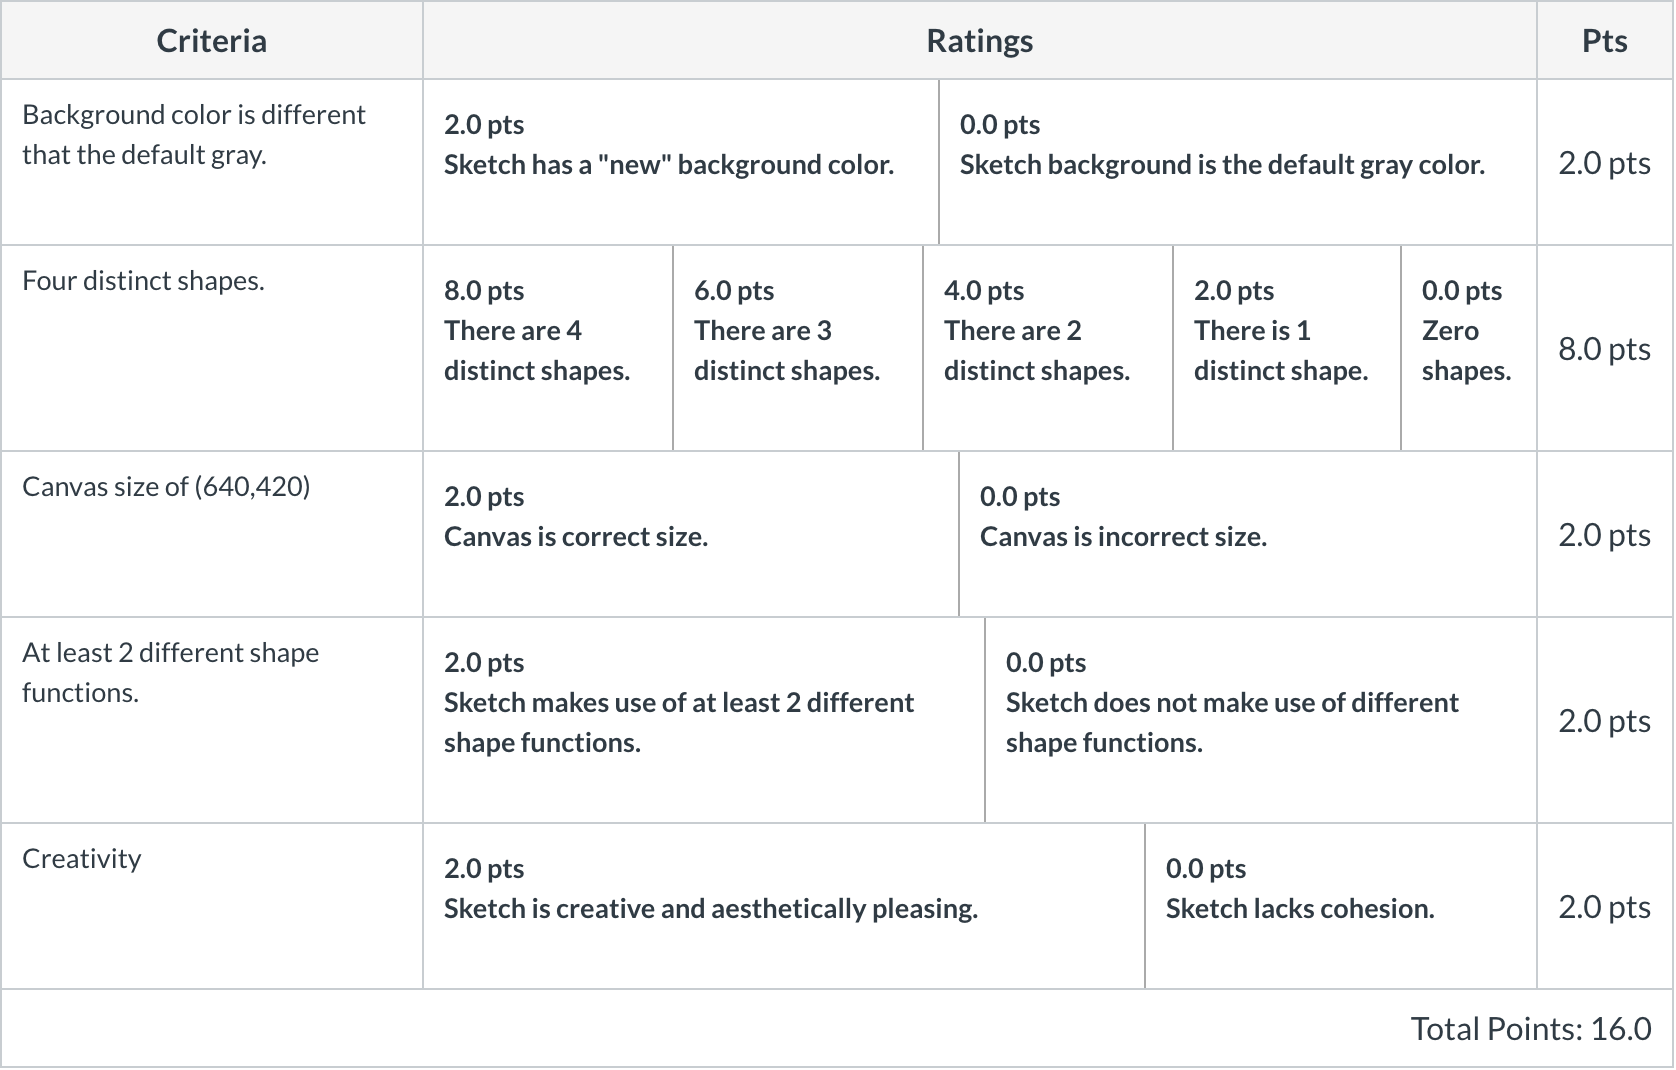 Criteria
Ratings
Pts
Background color is different
that the default gray.
2.0 pts
Sketch has a "new" background color.
0.0 pts
Sketch background is the default gray color.
2.0 pts
Four distinct shapes.
8.0 pts
There are 4
distinct shapes.
6.0 pts
There are 3
distinct shapes.
4.0 pts
There are 2
distinct shapes.
2.0 pts
There is 1
distinct shape.
0.0 pts
Zero
shapes.
8.0 pts
Canvas size of (640,420)
2.0 pts
Canvas is correct size.
0.0 pts
Canvas is incorrect size.
2.0 pts
At least 2 different shape
functions.
2.0 pts
Sketch makes use of at least 2 different
shape functions.
0.0 pts
Sketch does not make use of different
shape functions.
2.0 pts
Creativity
2.0 pts
Sketch is creative and aesthetically pleasing.
0.0 pts
Sketch lacks cohesion.
2.0 pts
Total Points: 16.0